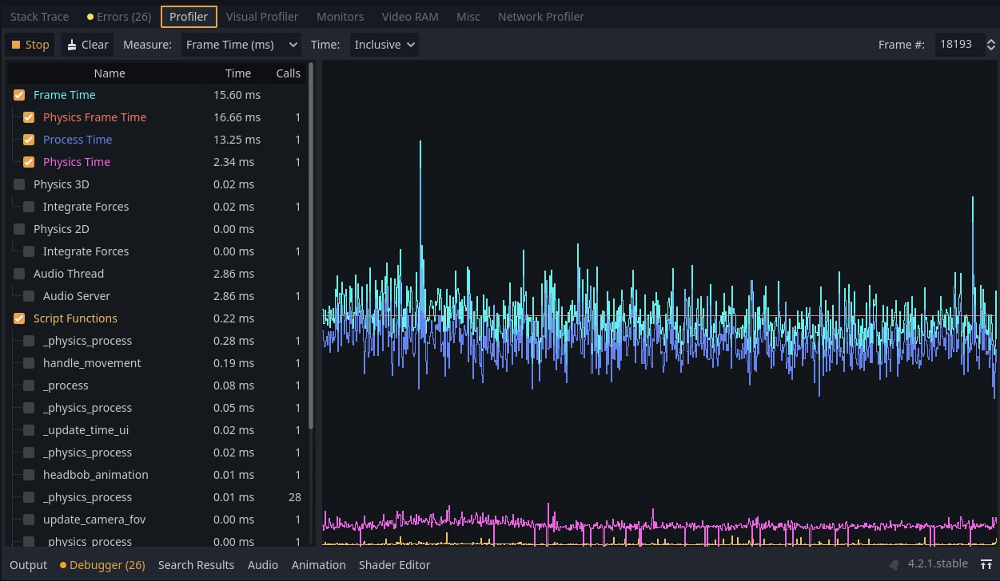 Stack Trace Errors (26) Profiler Visual Profiler Monitors Video RAM Misc Network Profiler
Stop Clear Measure: Frame Time (ms) Time: Inclusive Frame #: 18193
Name Time Calls
Frame Time 15.60 ms
Physics Frame Time 16.66 ms 1
Process Time 13.25 ms 1
Physics Time 2.34 ms 1
Physics 3D 0.02 ms
Integrate Forces 0.02 ms 1
Physics 2D 0.00 ms
Integrate Forces 0.00 ms 1
Audio Thread 2.86 ms
Audio Server 2.86 ms 1
Script Functions 0.22 ms
_physics_process 0.28 ms 1
handle_movement 0.19 ms 1
_process 0.08 ms 1
_physics_process 0.05 ms 1
_update_time_ui 0.02 ms 1
_physics_process 0.02 ms 1
headbob_animation 0.01 ms 1
_physics_process 0.01 ms 28
update_camera_fov 0.00 ms 1
_physics_process 0.00 ms 1
Output Debugger (26) Search Results Audio Animation Shader Editor 4.2.1.stable